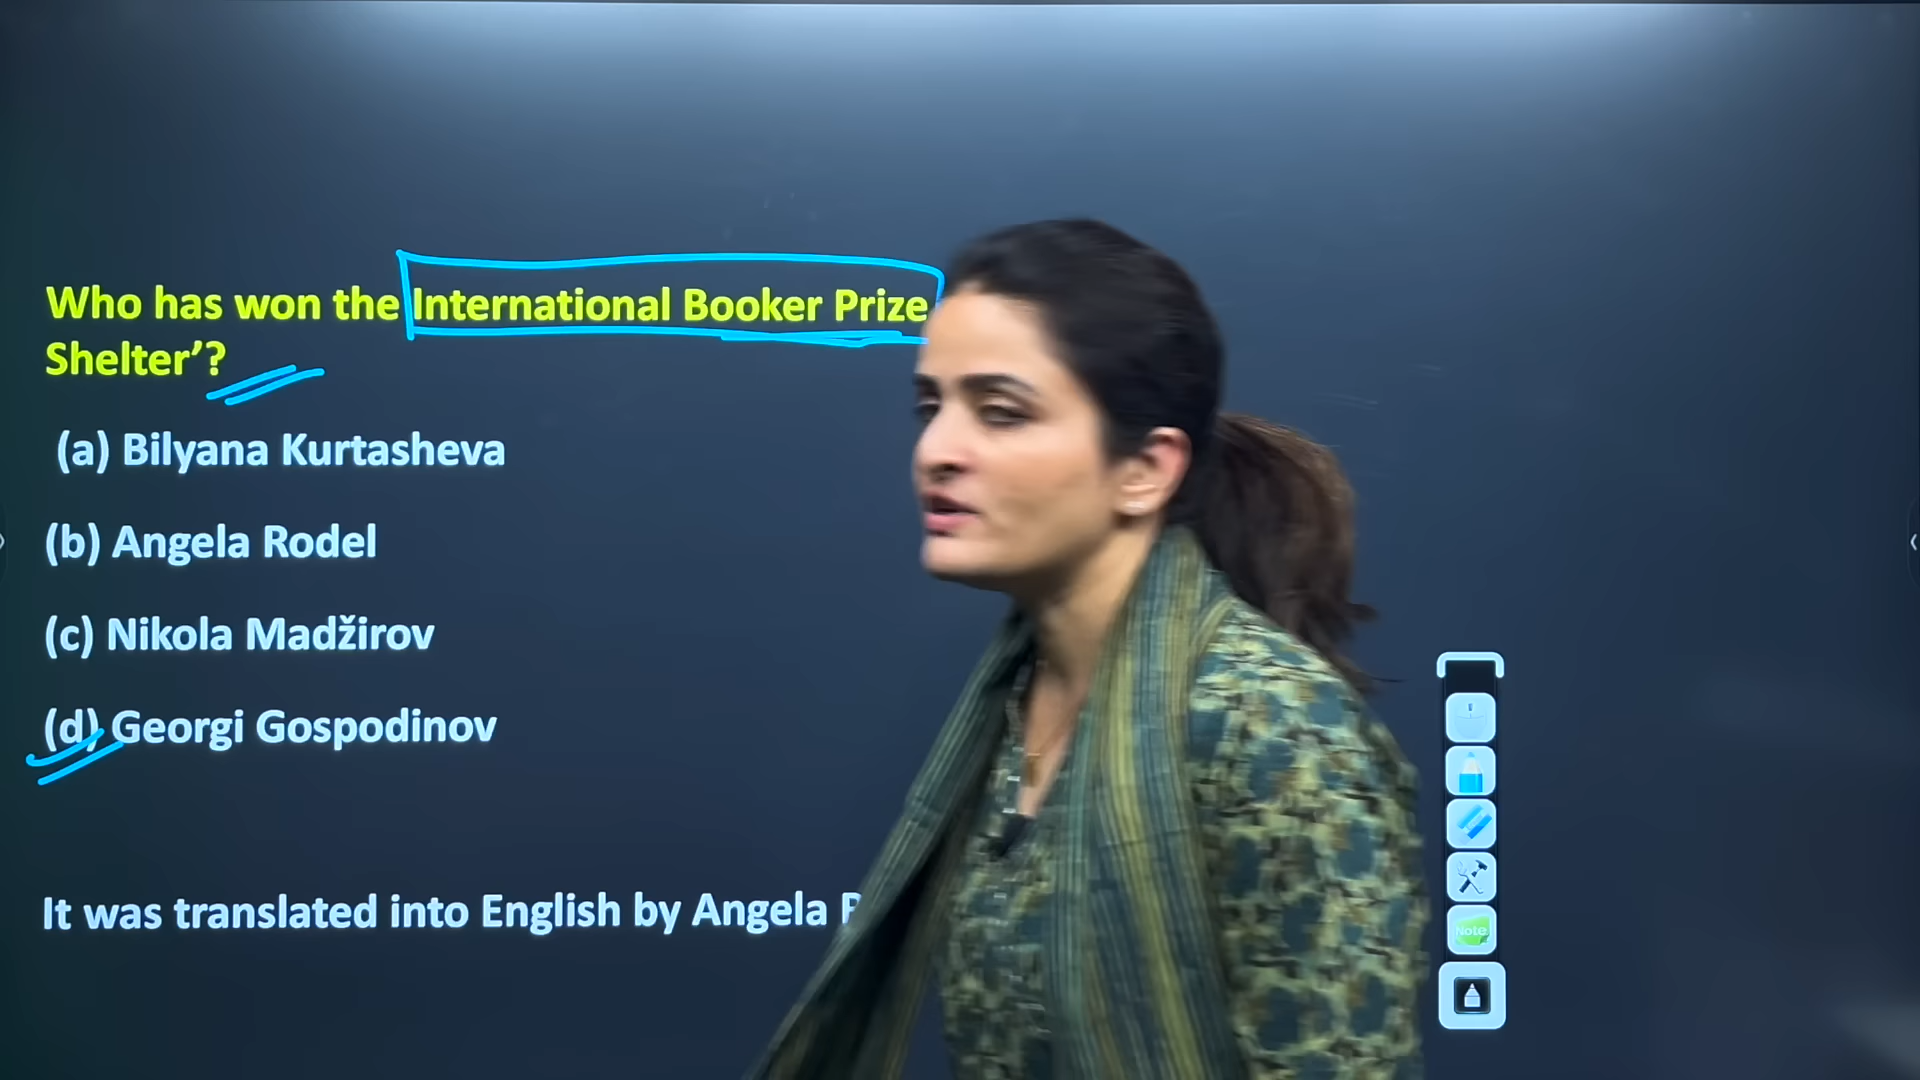 Who has won the International Booker Prize
Shelter’?
(a) Bilyana Kurtasheva
(b) Angela Rodel
(c) Nikola Madžirov
(d) Georgi Gospodinov
It was translated into English by Angela
Note